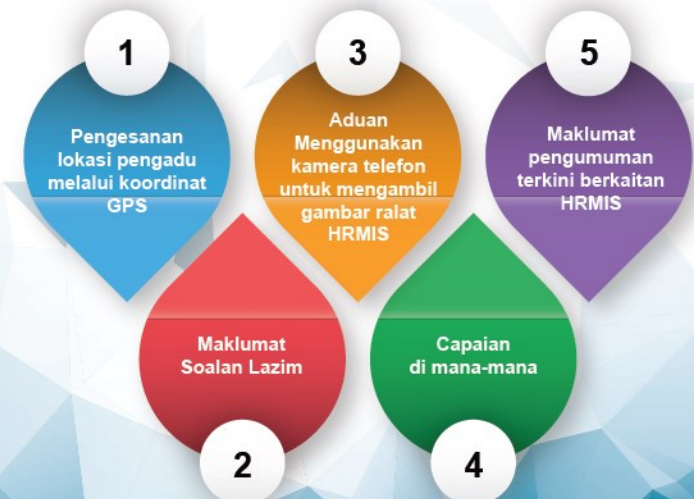 1
Pengesanan
lokasi pengadu
melalui koordinat
GPS
2
Maklumat
Soalan Lazim
3
Aduan
Menggunakan
kamera telefon
untuk mengambil
gambar ralat
HRMIS
4
Capaian
di mana-mana
5
Maklumat
pengumuman
terkini berkaitan
HRMIS